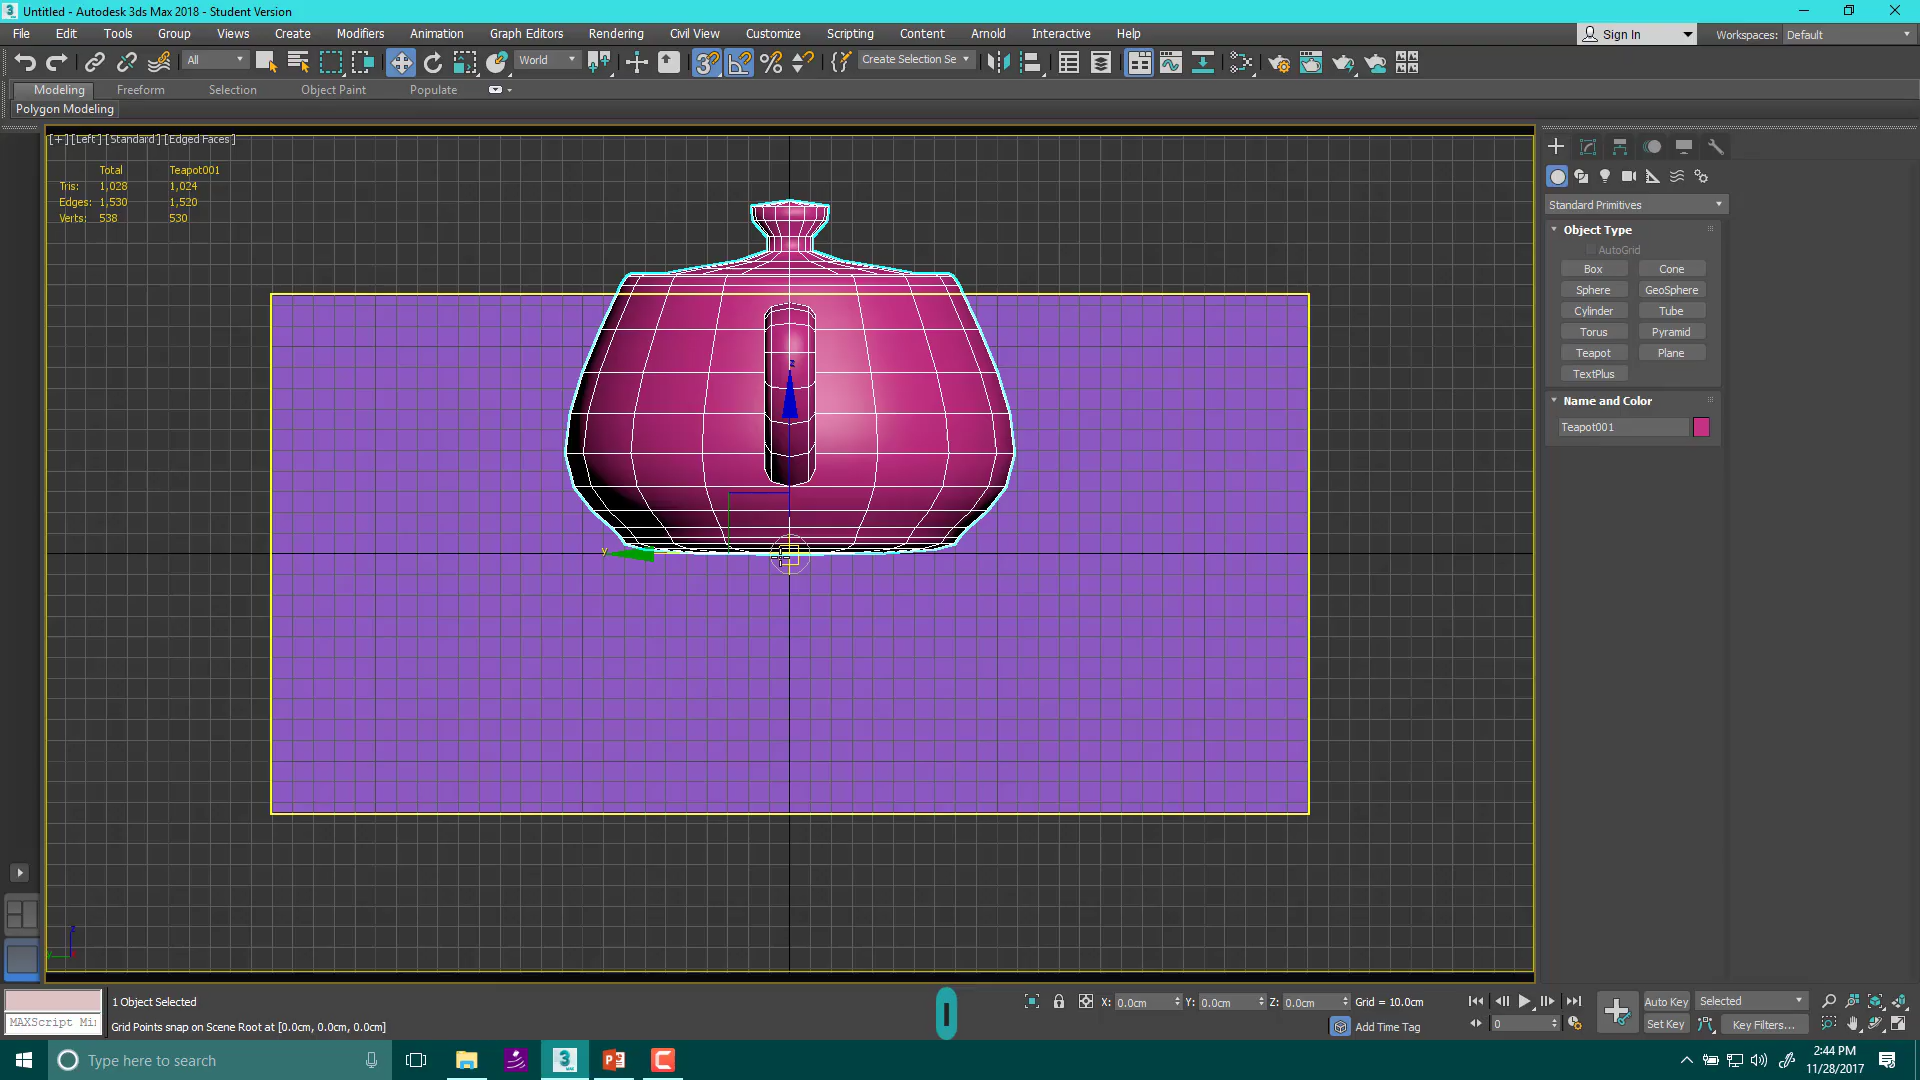 Untitled - Autodesk 3ds Max 2018 - Student Version
File Edit Tools Group Views Create Modifiers Animation Graph Editors Rendering Civil View Customize Scripting Content Arnold Interactive Help
Sign In
Workspaces: Default
All
World
Create Selection Se
Modeling Freeform Selection Object Paint Populate
Polygon Modeling
[+] [Left] [Standard] [Edged Faces]
Total Teapot001
Tris: 1,028 1,024
Edges: 1,530 1,520
Verts: 538 530
z
y
z
y
Standard Primitives
Object Type
AutoGrid
Box Cone
Sphere GeoSphere
Cylinder Tube
Torus Pyramid
Teapot Plane
TextPlus
Name and Color
Teapot001
MAXScript Mi
1 Object Selected
Grid Points snap on Scene Root at [0.0cm, 0.0cm, 0.0cm]
I
X: 0.0cm Y: 0.0cm Z: 0.0cm Grid = 10.0cm
Add Time Tag
0
Auto Key Selected
Set Key Key Filters...
Type here to search
2:44 PM
11/28/2017